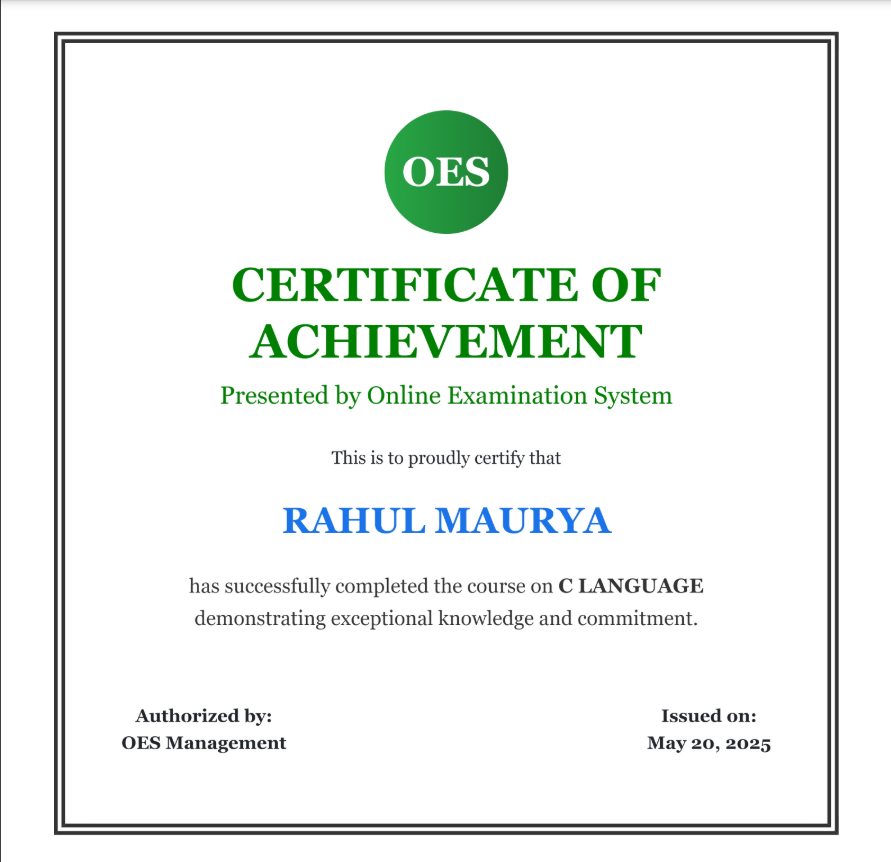 OES
CERTIFICATE OF
ACHIEVEMENT
Presented by Online Examination System
This is to proudly certify that
RAHUL MAURYA
has successfully completed the course on C LANGUAGE
demonstrating exceptional knowledge and commitment.
Authorized by:
OES Management
Issued on:
May 20, 2025